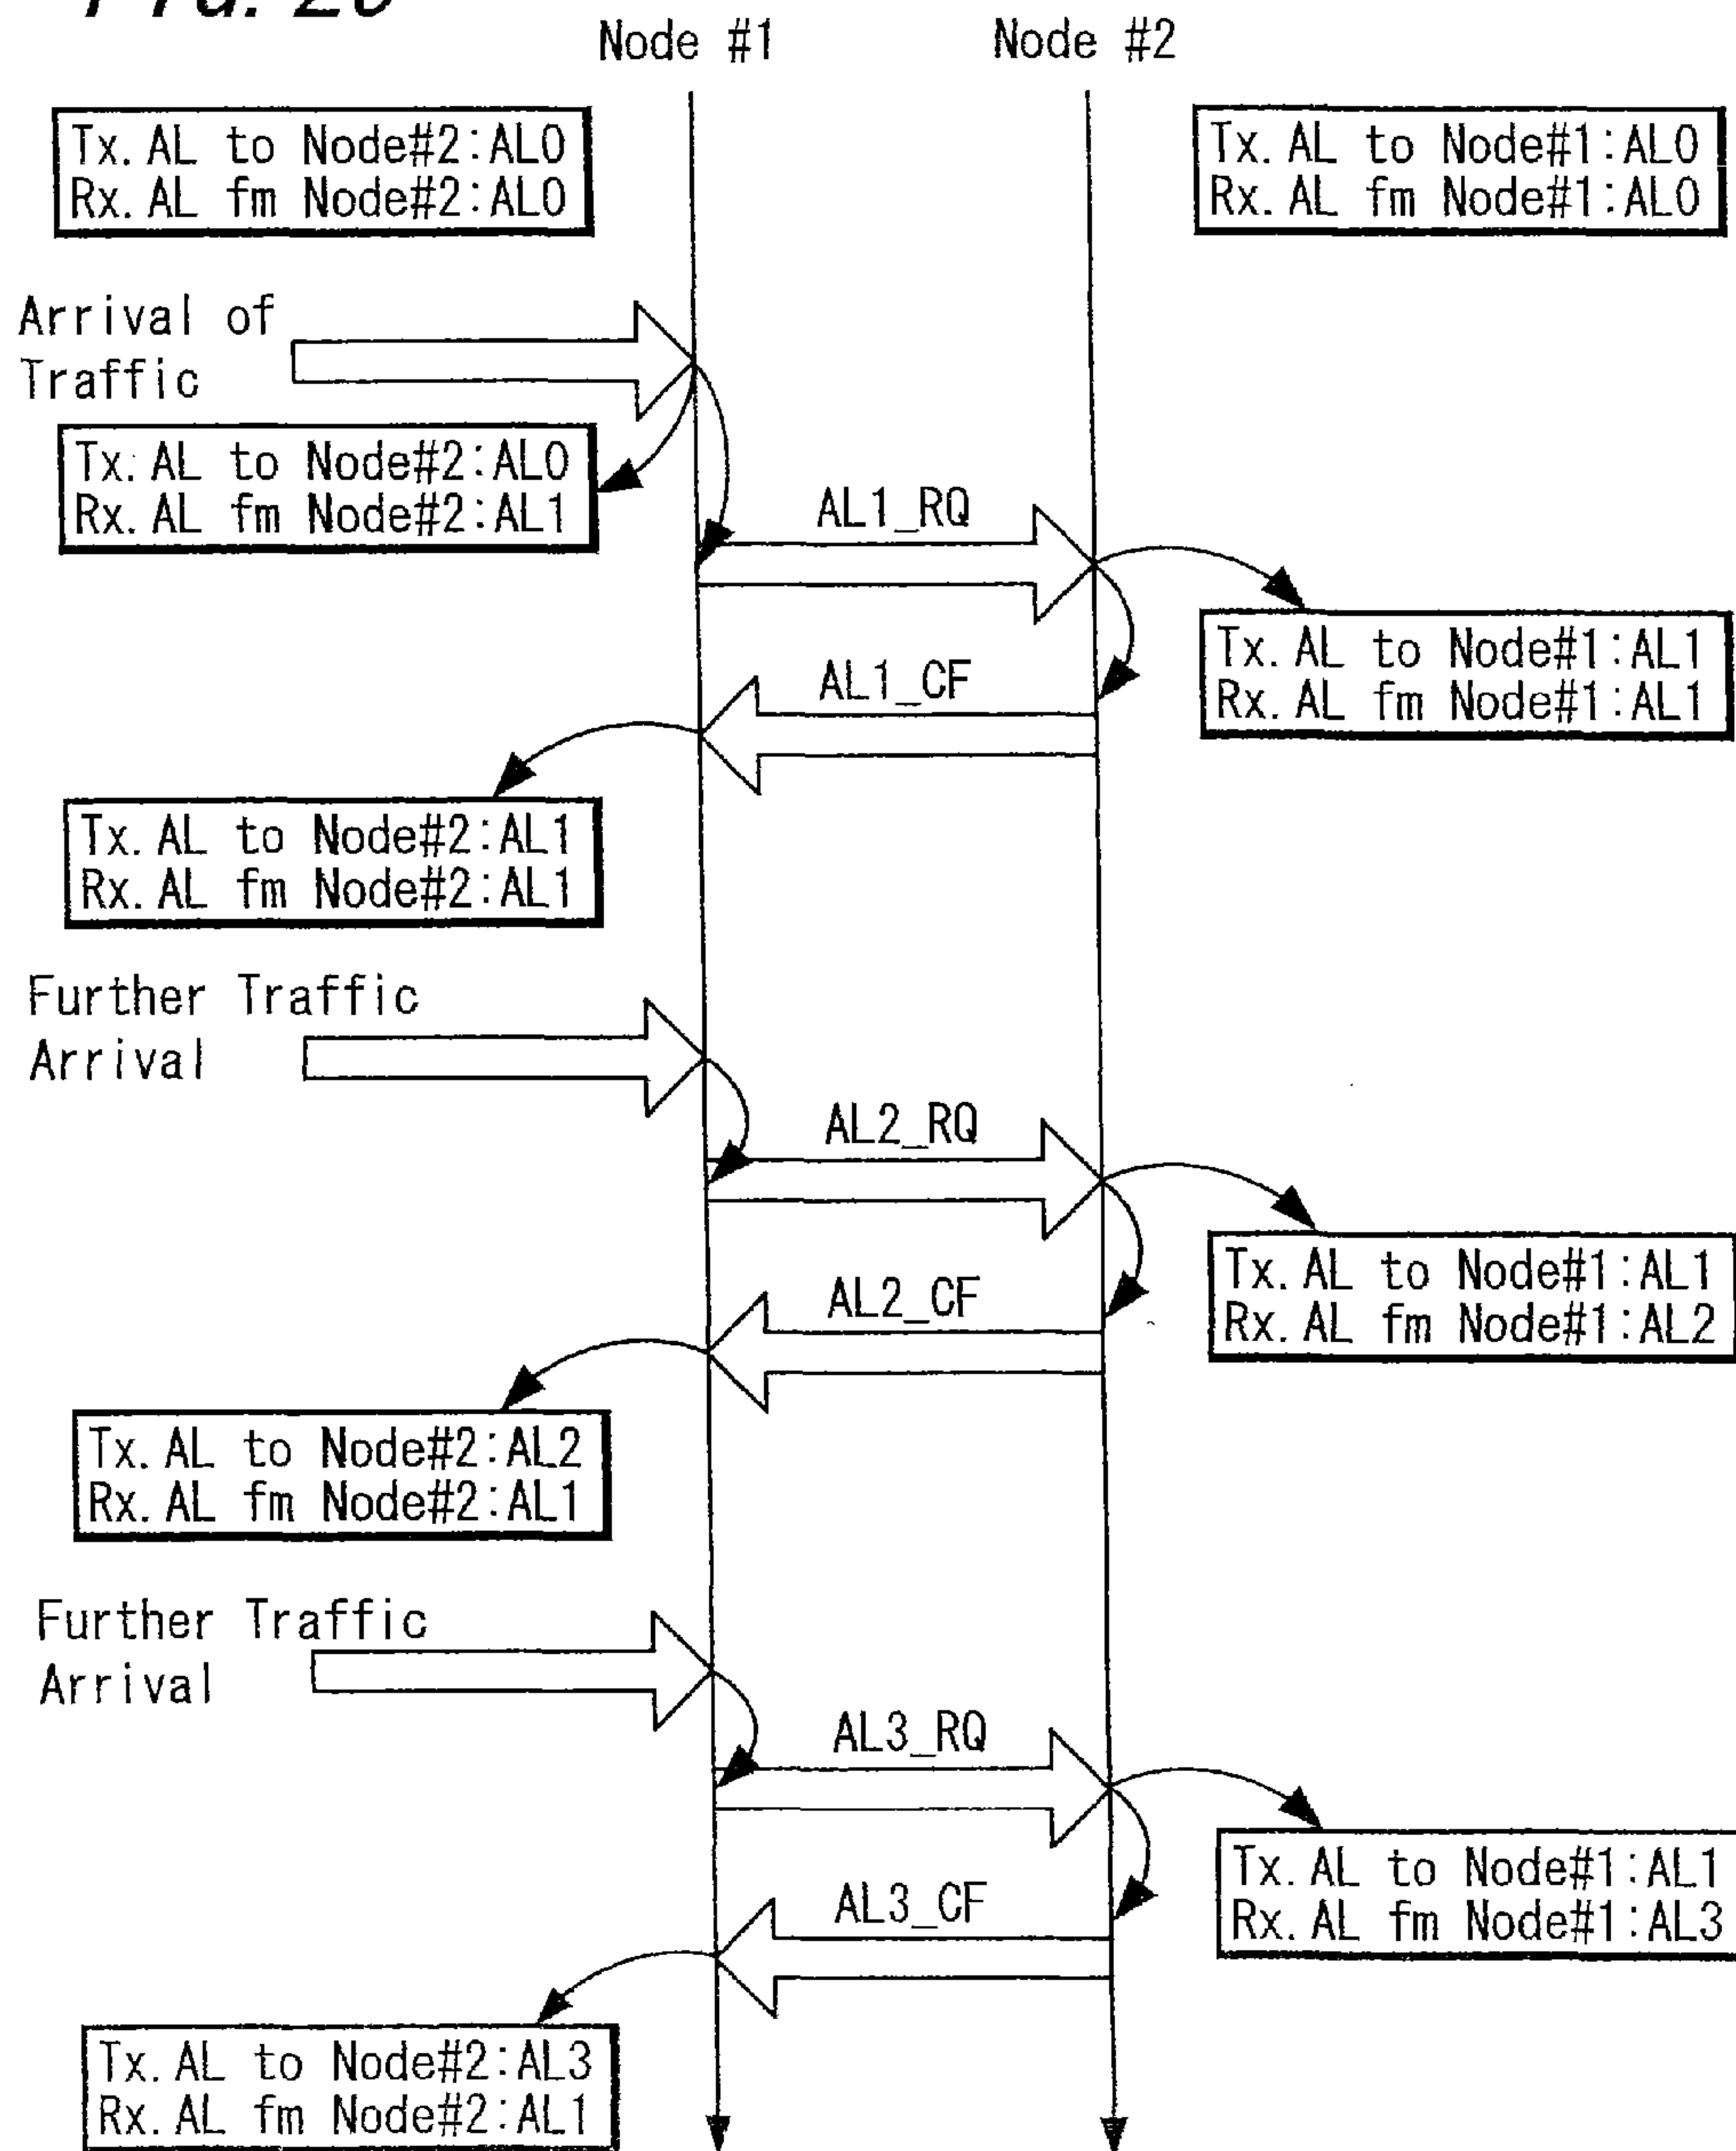 Node #1 Node #2
Tx. AL to Node#2:AL0
Rx. AL fm Node#2:AL0
Tx. AL to Node#1:AL0
Rx. AL fm Node#1:AL0
Arrival of
Traffic
Tx. AL to Node#2:AL0
Rx. AL fm Node#2:AL1
AL1_RQ
Tx. AL to Node#1:AL1
Rx. AL fm Node#1:AL1
AL1_CF
Tx. AL to Node#2:AL1
Rx. AL fm Node#2:AL1
Further Traffic
Arrival
AL2_RQ
Tx. AL to Node#1:AL1
Rx. AL fm Node#1:AL2
AL2_CF
Tx. AL to Node#2:AL2
Rx. AL fm Node#2:AL1
Further Traffic
Arrival
AL3_RQ
Tx. AL to Node#1:AL1
Rx. AL fm Node#1:AL3
AL3_CF
Tx. AL to Node#2:AL3
Rx. AL fm Node#2:AL1